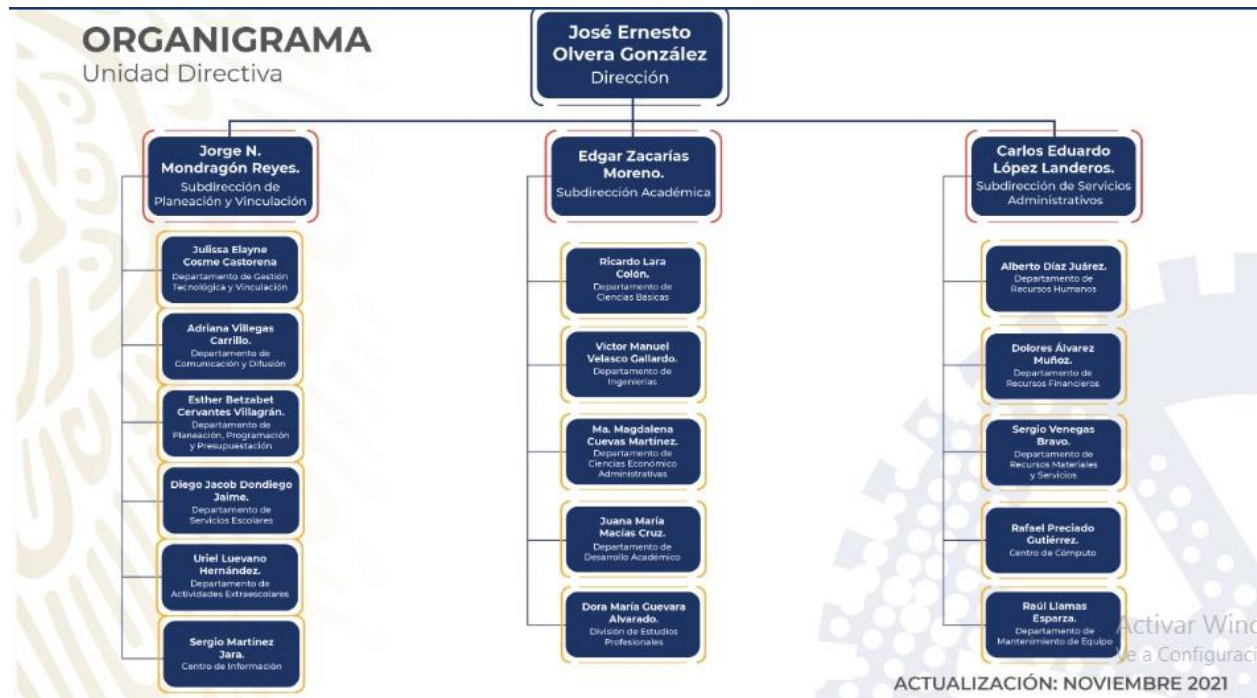 ORGANIGRAMA
Unidad Directiva
José Ernesto
Olvera González
Dirección
Jorge N.
Mondragón Reyes.
Subdirección de
Planeación y Vinculación
Julissa Elayne
Cosme Castorena
Departamento de Gestión
Tecnológica y Vinculación
Adriana Villegas
Carrillo.
Departamento de
Comunicación y Difusión
Esther Betzabet
Cervantes Villagrán.
Departamento de
Planeación, Programación
y Presupuestación
Diego Jacob Dondiego
Jaime.
Departamento de
Servicios Escolares
Uriel Luevano
Hernández.
Departamento de
Actividades Extraescolares
Sergio Martínez
Jara.
Centro de Información
Edgar Zacarías
Moreno.
Subdirección Académica
Ricardo Lara
Colón.
Departamento de
Ciencias Básicas
Victor Manuel
Velasco Gallardo.
Departamento de
Ingenierías
Ma. Magdalena
Cuevas Martínez.
Departamento de
Ciencias Económico
Administrativas
Juana María
Macías Cruz.
Departamento de
Desarrollo Académico
Dora María Guevara
Alvarado.
División de Estudios
Profesionales
Carlos Eduardo
López Landeros.
Subdirección de Servicios
Administrativos
Alberto Díaz Juárez.
Departamento de
Recursos Humanos
Dolores Álvarez
Muñoz.
Departamento de
Recursos Financieros
Sergio Venegas
Bravo.
Departamento de
Recursos Materiales
y Servicios
Rafael Preciado
Gutiérrez.
Centro de Cómputo
Raúl Llamas
Esparza.
Departamento de
Mantenimiento de Equipo
Activar Wind
Ve a Configuraci
ACTUALIZACIÓN: NOVIEMBRE 2021